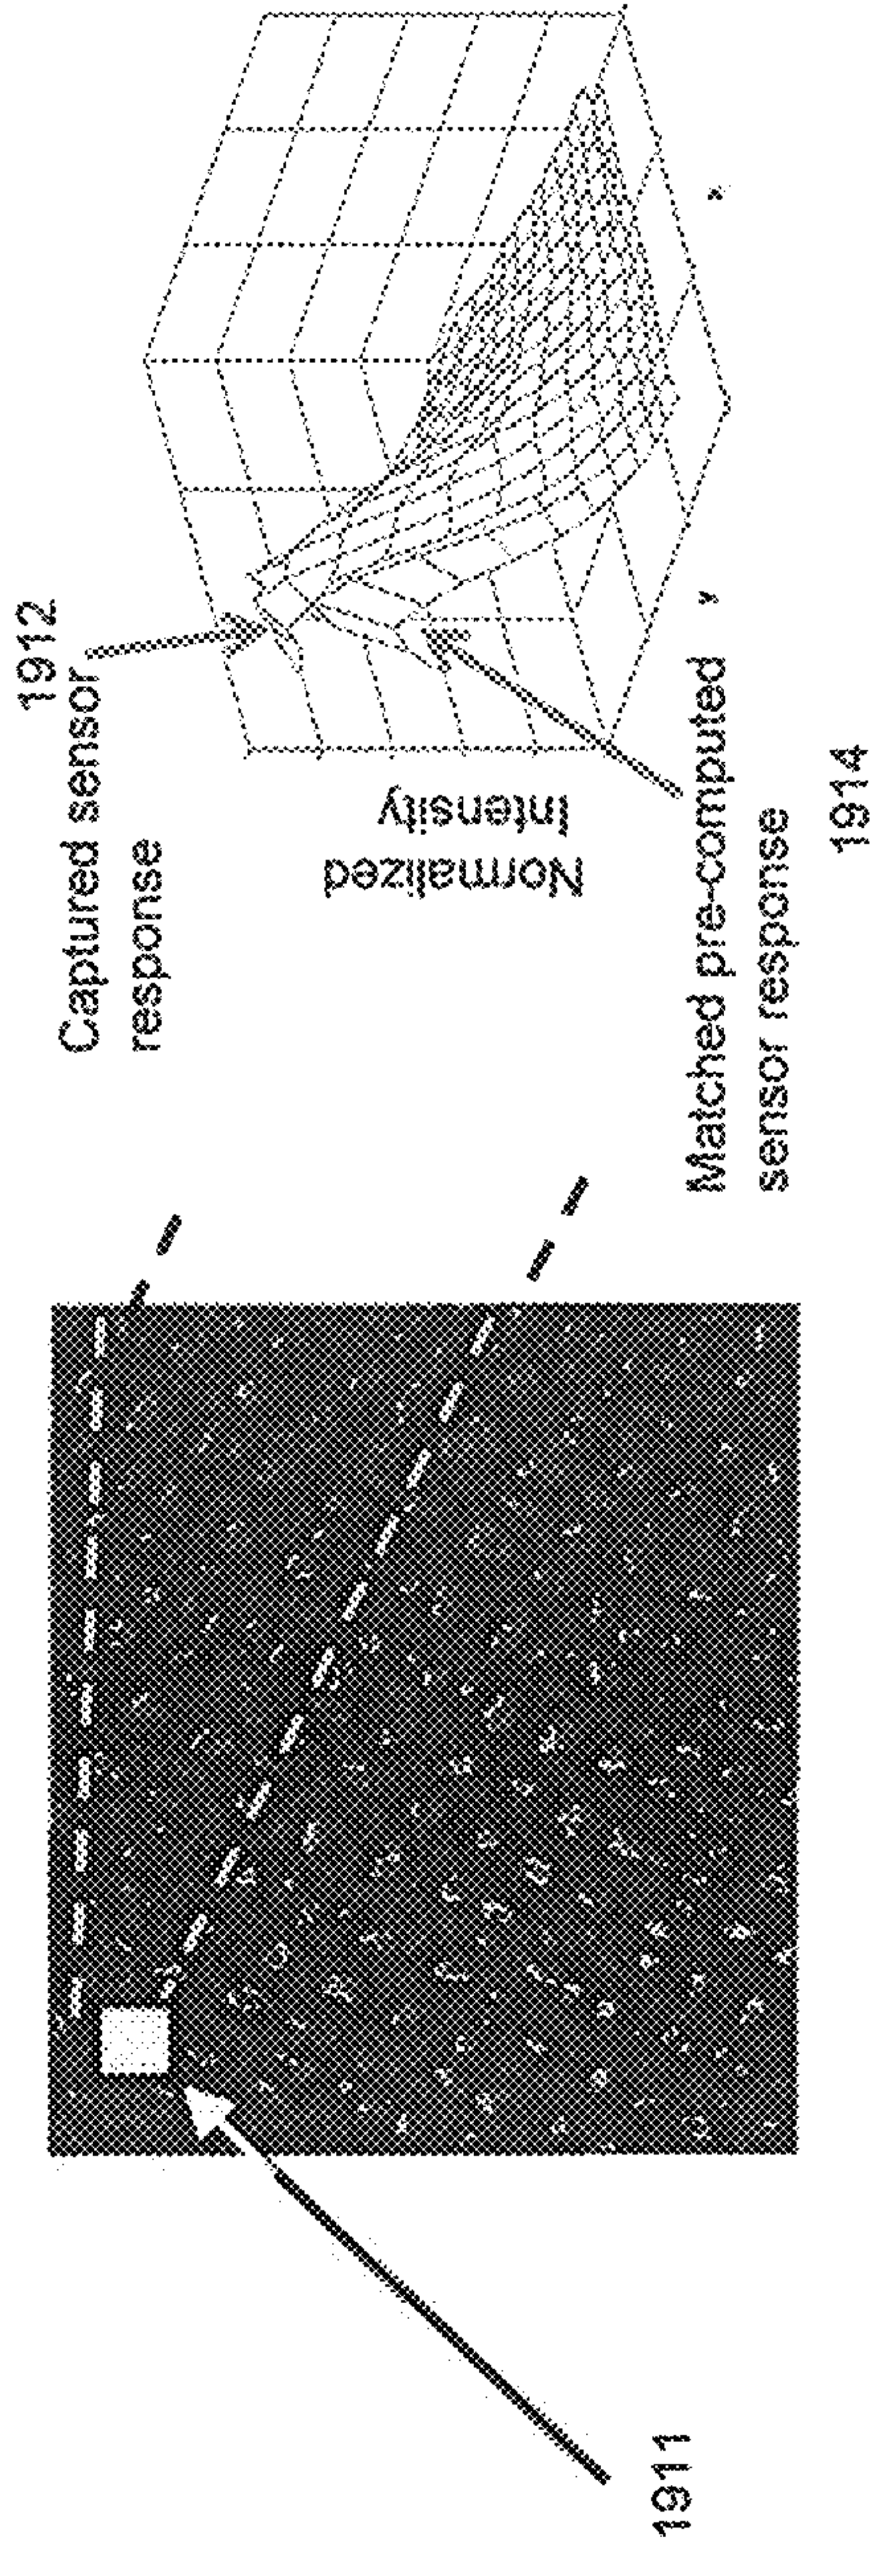 1911
1912
Captured sensor
response
Normalized
Intensity
x
y
Matched pre-computed
sensor response
1914